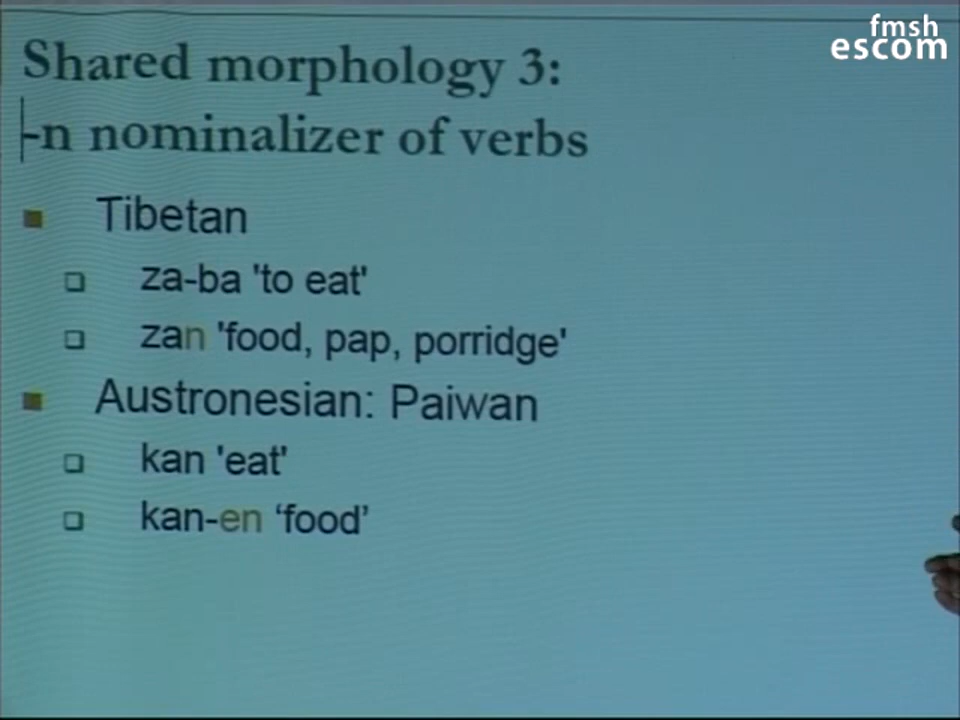 fmsh
escom
Shared morphology 3:
-n nominalizer of verbs
Tibetan
za-ba 'to eat'
zan 'food, pap, porridge'
Austronesian: Paiwan
kan 'eat'
kan-en ‘food’